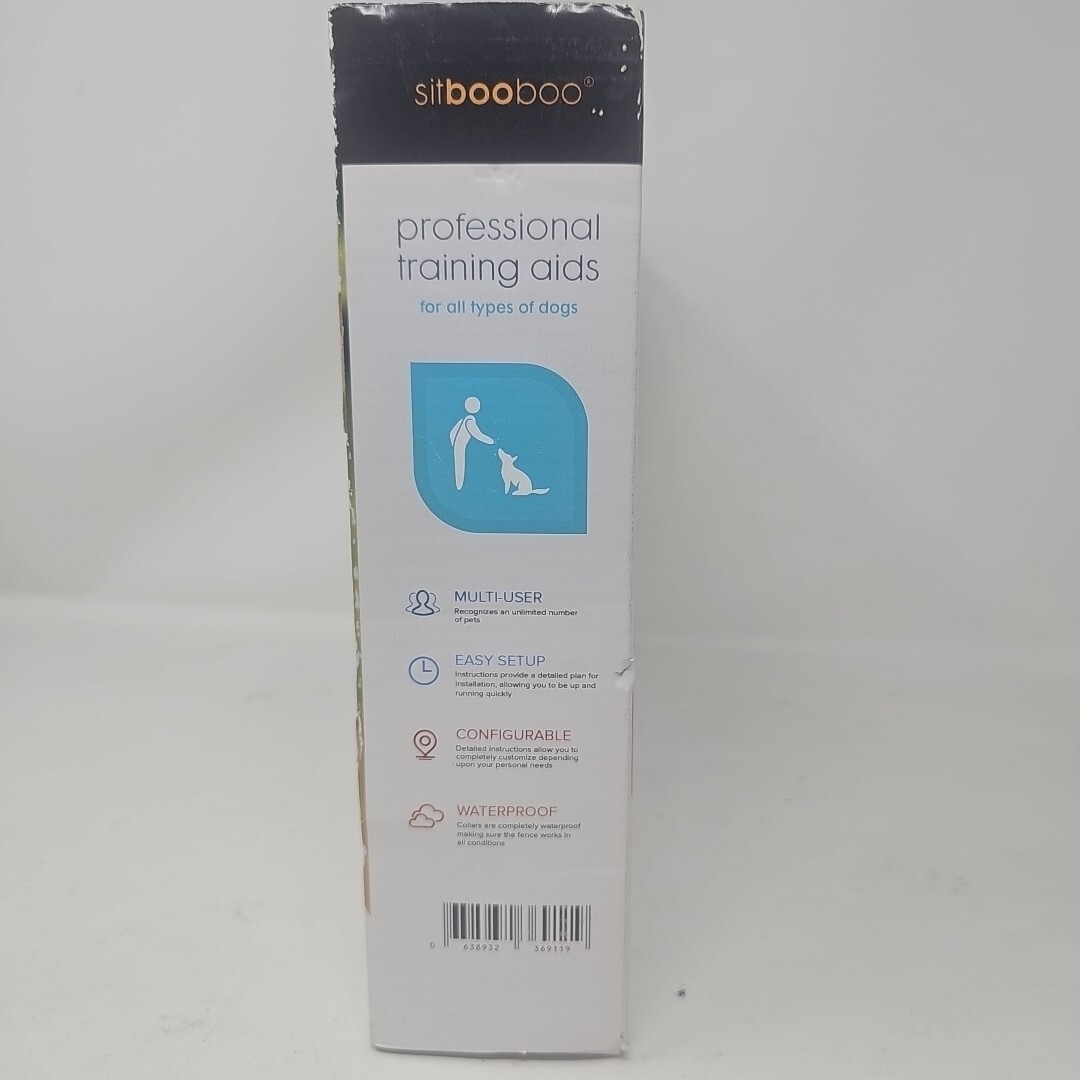 sitbooboo®
professional
training aids
for all types of dogs
MULTI-USER
Recognizes an unlimited number
of pets
EASY SETUP
Instructions provide a detailed plan for
installation, allowing you to be up and
running quickly
CONFIGURABLE
Detailed instructions allow you to
completely customize depending
upon your personal needs
WATERPROOF
Collars are completely waterproof
making sure the fence works in
all conditions
0 638932 369119